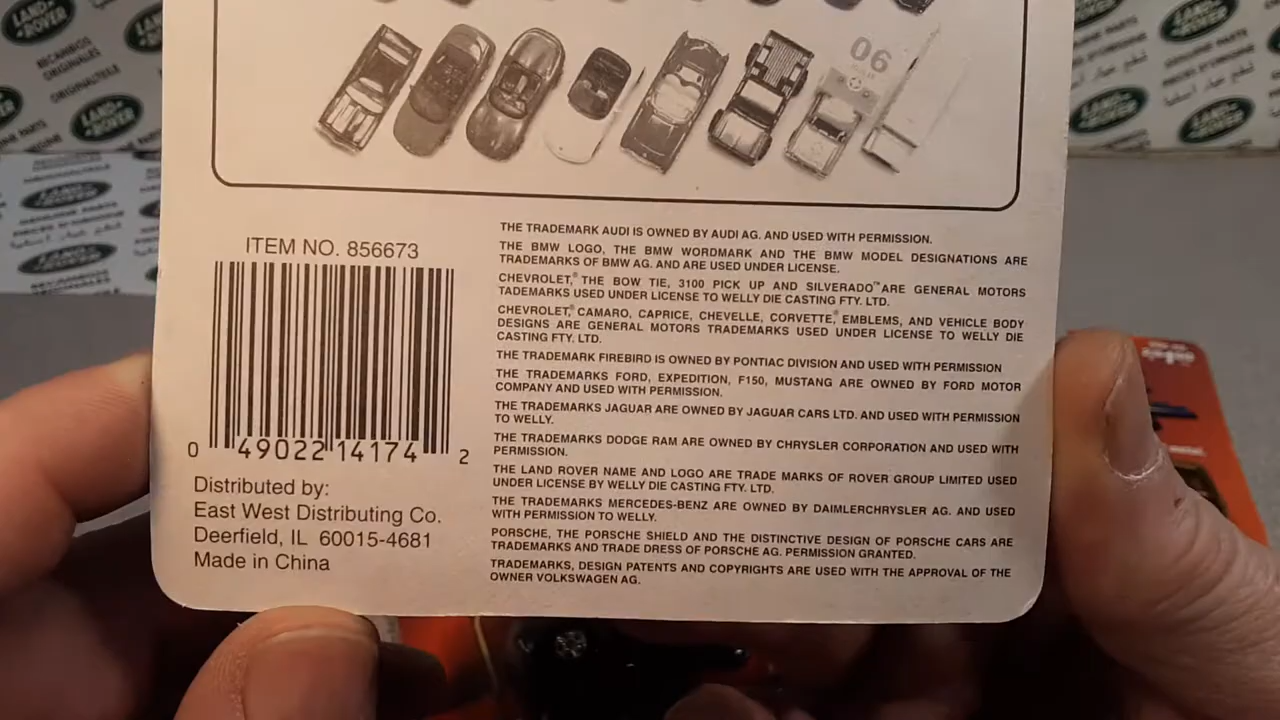 LAND
ROVER
RECAMBIOS
ORIGINALES
GENUINE PARTS
06
ITEM NO. 856673
0 49022 14174 2
Distributed by:
East West Distributing Co.
Deerfield, IL 60015-4681
Made in China
THE TRADEMARK AUDI IS OWNED BY AUDI AG. AND USED WITH PERMISSION.
THE BMW LOGO, THE BMW WORDMARK AND THE BMW MODEL DESIGNATIONS ARE
TRADEMARKS OF BMW AG. AND ARE USED UNDER LICENSE.
CHEVROLET,® THE BOW TIE, 3100 PICK UP AND SILVERADO™ ARE GENERAL MOTORS
TADEMARKS USED UNDER LICENSE TO WELLY DIE CASTING FTY. LTD.
CHEVROLET,® CAMARO, CAPRICE, CHEVELLE, CORVETTE,® EMBLEMS, AND VEHICLE BODY
DESIGNS ARE GENERAL MOTORS TRADEMARKS USED UNDER LICENSE TO WELLY DIE
CASTING FTY. LTD.
THE TRADEMARK FIREBIRD IS OWNED BY PONTIAC DIVISION AND USED WITH PERMISSION
THE TRADEMARKS FORD, EXPEDITION, F150, MUSTANG ARE OWNED BY FORD MOTOR
COMPANY AND USED WITH PERMISSION.
THE TRADEMARKS JAGUAR ARE OWNED BY JAGUAR CARS LTD. AND USED WITH PERMISSION
TO WELLY.
THE TRADEMARKS DODGE RAM ARE OWNED BY CHRYSLER CORPORATION AND USED WITH
PERMISSION.
THE LAND ROVER NAME AND LOGO ARE TRADE MARKS OF ROVER GROUP LIMITED USED
UNDER LICENSE BY WELLY DIE CASTING FTY. LTD.
THE TRADEMARKS MERCEDES-BENZ ARE OWNED BY DAIMLERCHRYSLER AG. AND USED
WITH PERMISSION TO WELLY.
PORSCHE, THE PORSCHE SHIELD AND THE DISTINCTIVE DESIGN OF PORSCHE CARS ARE
TRADEMARKS AND TRADE DRESS OF PORSCHE AG. PERMISSION GRANTED.
TRADEMARKS, DESIGN PATENTS AND COPYRIGHTS ARE USED WITH THE APPROVAL OF THE
OWNER VOLKSWAGEN AG.